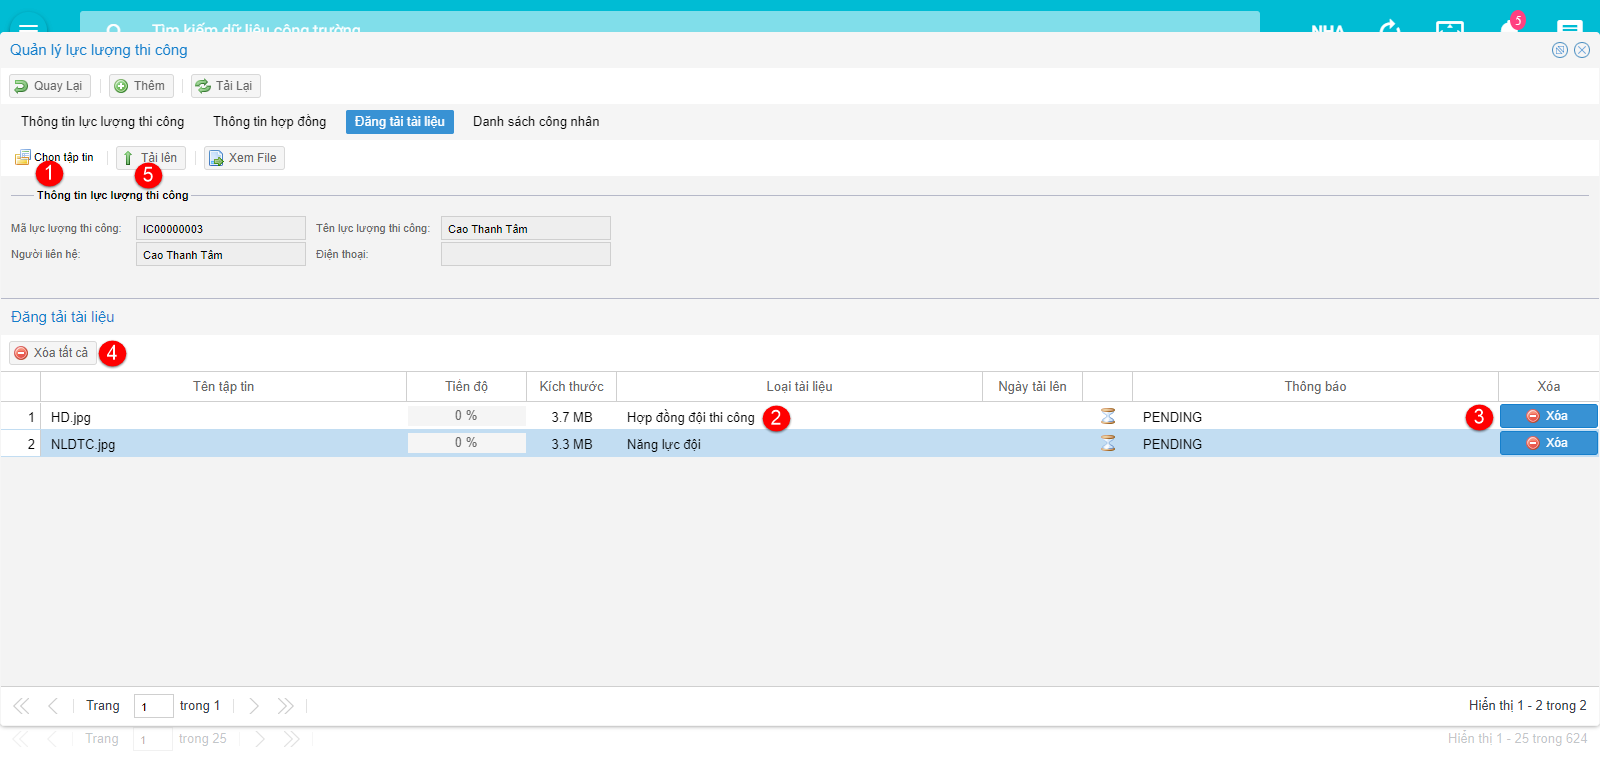 Tìm kiếm dữ liệu công trường
NHA
5
Quản lý lực lượng thi công
Quay Lại
Thêm
Tải Lại
Thông tin lực lượng thi công
Thông tin hợp đồng
Đăng tải tài liệu
Danh sách công nhân
Chọn tập tin
Tải lên
Xem File
1
5
Thông tin lực lượng thi công
Mã lực lượng thi công: IC00000003 Tên lực lượng thi công: Cao Thanh Tâm
Người liên hệ: Cao Thanh Tâm Điện thoại:
Đăng tải tài liệu
Xóa tất cả 4
Tên tập tin Tiến độ Kích thước Loại tài liệu Ngày tải lên Thông báo Xóa
1 HD.jpg 0 % 3.7 MB Hợp đồng đội thi công 2 PENDING 3 Xóa
2 NLDTC.jpg 0 % 3.3 MB Năng lực đội PENDING Xóa
Trang 1 trong 1 Hiển thị 1 - 2 trong 2
Trang 1 trong 25 Hiển thị 1 - 25 trong 624